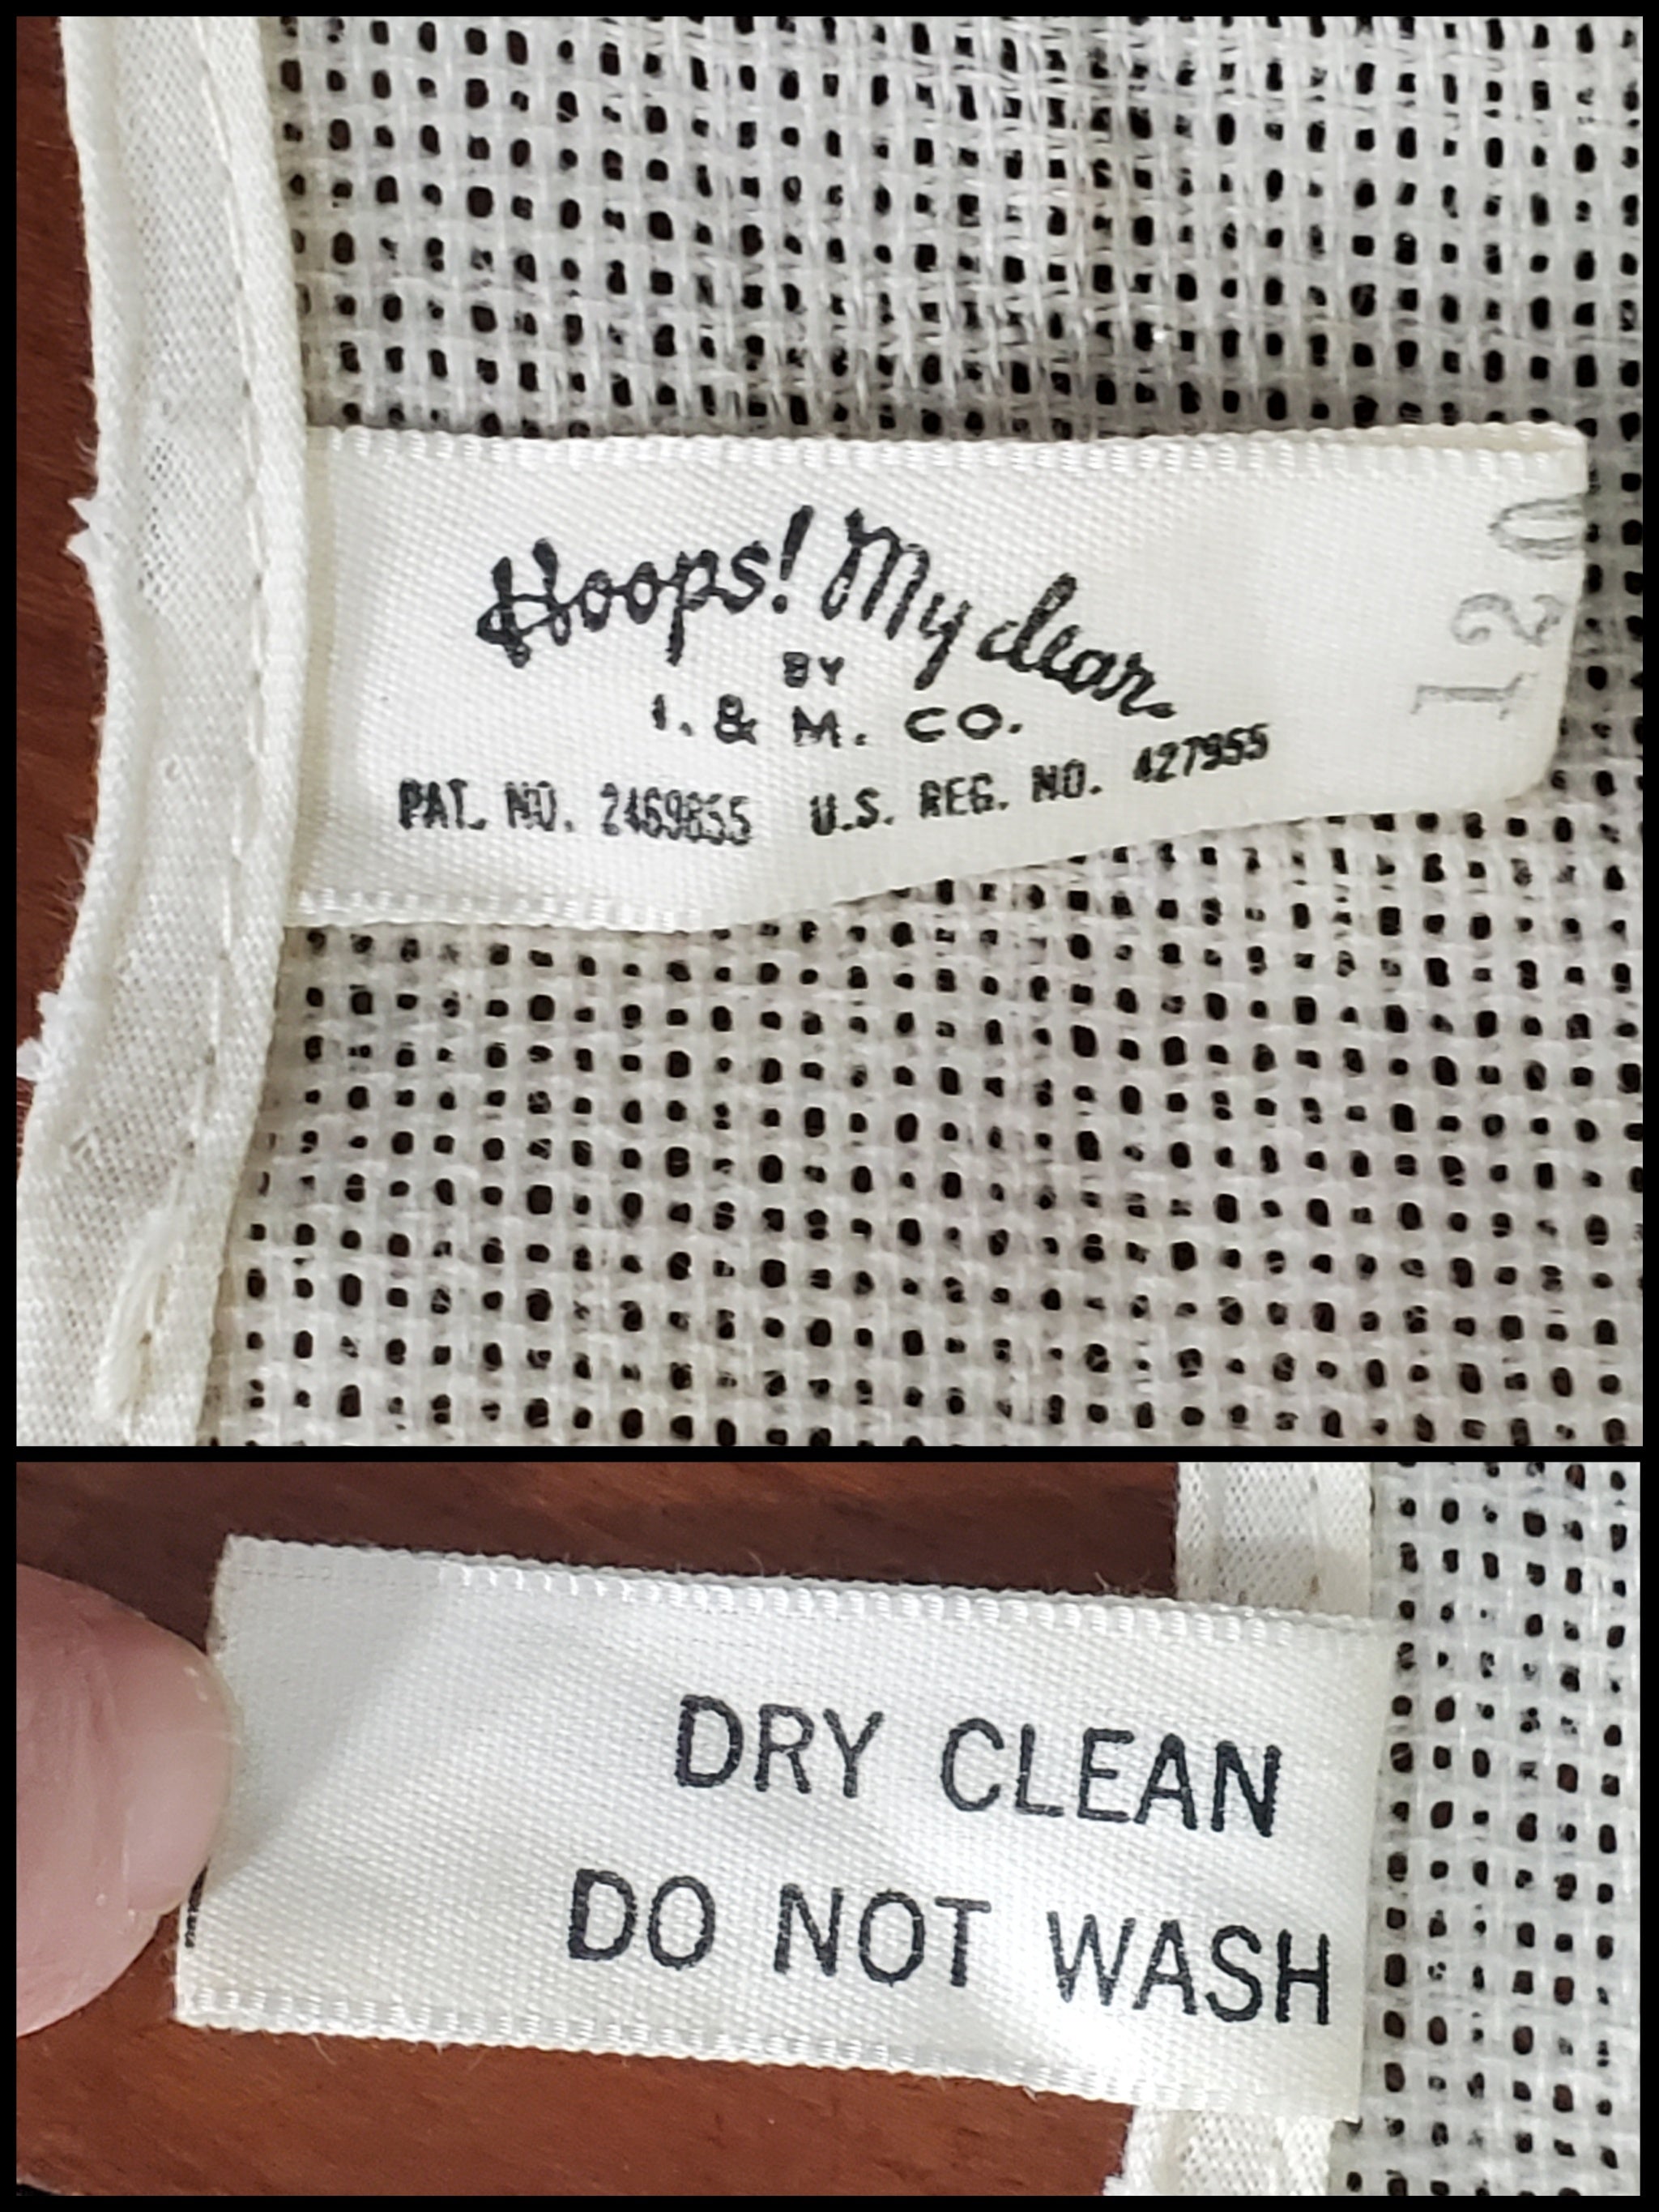 Hoops! My dear
BY
I. & M. CO.
PAT. NO. 2469855 U.S. REG. NO. 427955
120
DRY CLEAN
DO NOT WASH